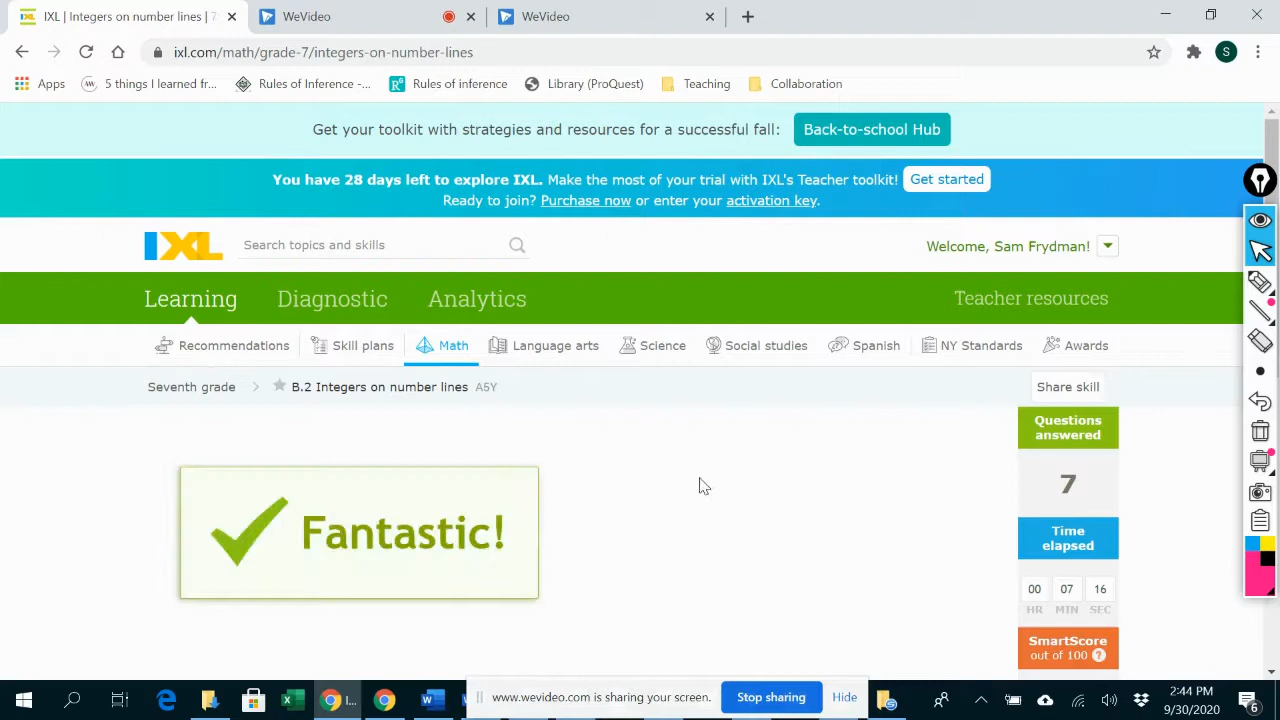 IXL | Integers on number lines | 7
WeVideo
WeVideo
ixl.com/math/grade-7/integers-on-number-lines
S
Apps
5 things I learned fr...
Rules of Inference -...
Rules of inference
Library (ProQuest)
Teaching
Collaboration
Get your toolkit with strategies and resources for a successful fall:
Back-to-school Hub
You have 28 days left to explore IXL. Make the most of your trial with IXL's Teacher toolkit! Get started
Ready to join? Purchase now or enter your activation key.
IXL
Search topics and skills
Welcome, Sam Frydman!
Learning
Diagnostic
Analytics
Teacher resources
Recommendations
Skill plans
Math
Language arts
Science
Social studies
Spanish
NY Standards
Awards
Seventh grade
B.2 Integers on number lines A5Y
Share skill
Questions
answered
7
Fantastic!
Time
elapsed
00 07 16
HR MIN SEC
SmartScore
out of 100 ?
www.wevideo.com is sharing your screen.
Stop sharing
Hide
2:44 PM
9/30/2020
6